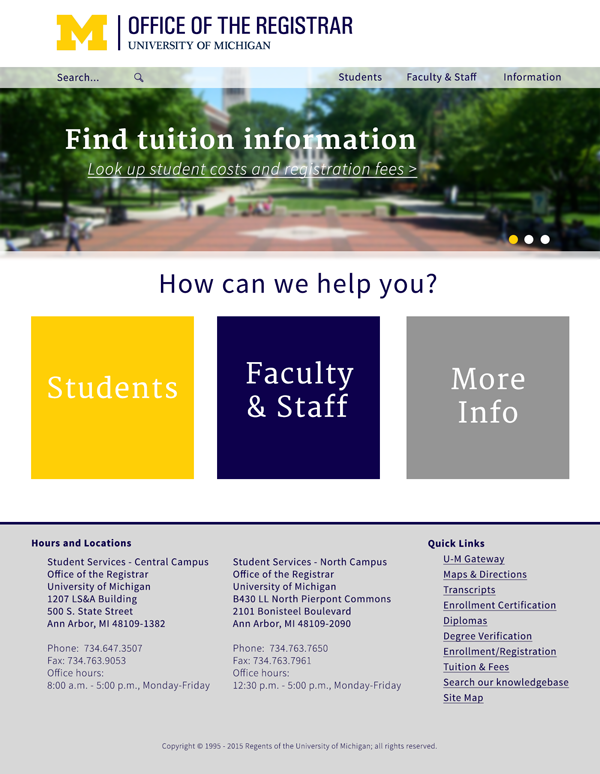 M
OFFICE OF THE REGISTRAR
UNIVERSITY OF MICHIGAN
Search...
Students
Faculty & Staff
Information
Find tuition information
Look up student costs and registration fees >
How can we help you?
Students
Faculty
& Staff
More
Info
Hours and Locations
Student Services - Central Campus
Office of the Registrar
University of Michigan
1207 LS&A Building
500 S. State Street
Ann Arbor, MI 48109-1382
Phone:  734.647.3507
Fax: 734.763.9053
Office hours:
8:00 a.m. - 5:00 p.m., Monday-Friday
Student Services - North Campus
Office of the Registrar
University of Michigan
B430 LL North Pierpont Commons
2101 Bonisteel Boulevard
Ann Arbor, MI 48109-2090
Phone:  734.763.7650
Fax: 734.763.7961
Office hours:
12:30 p.m. - 5:00 p.m., Monday-Friday
Quick Links
U-M Gateway
Maps & Directions
Transcripts
Enrollment Certification
Diplomas
Degree Verification
Enrollment/Registration
Tuition & Fees
Search our knowledgebase
Site Map
Copyright © 1995 - 2015 Regents of the University of Michigan; all rights reserved.